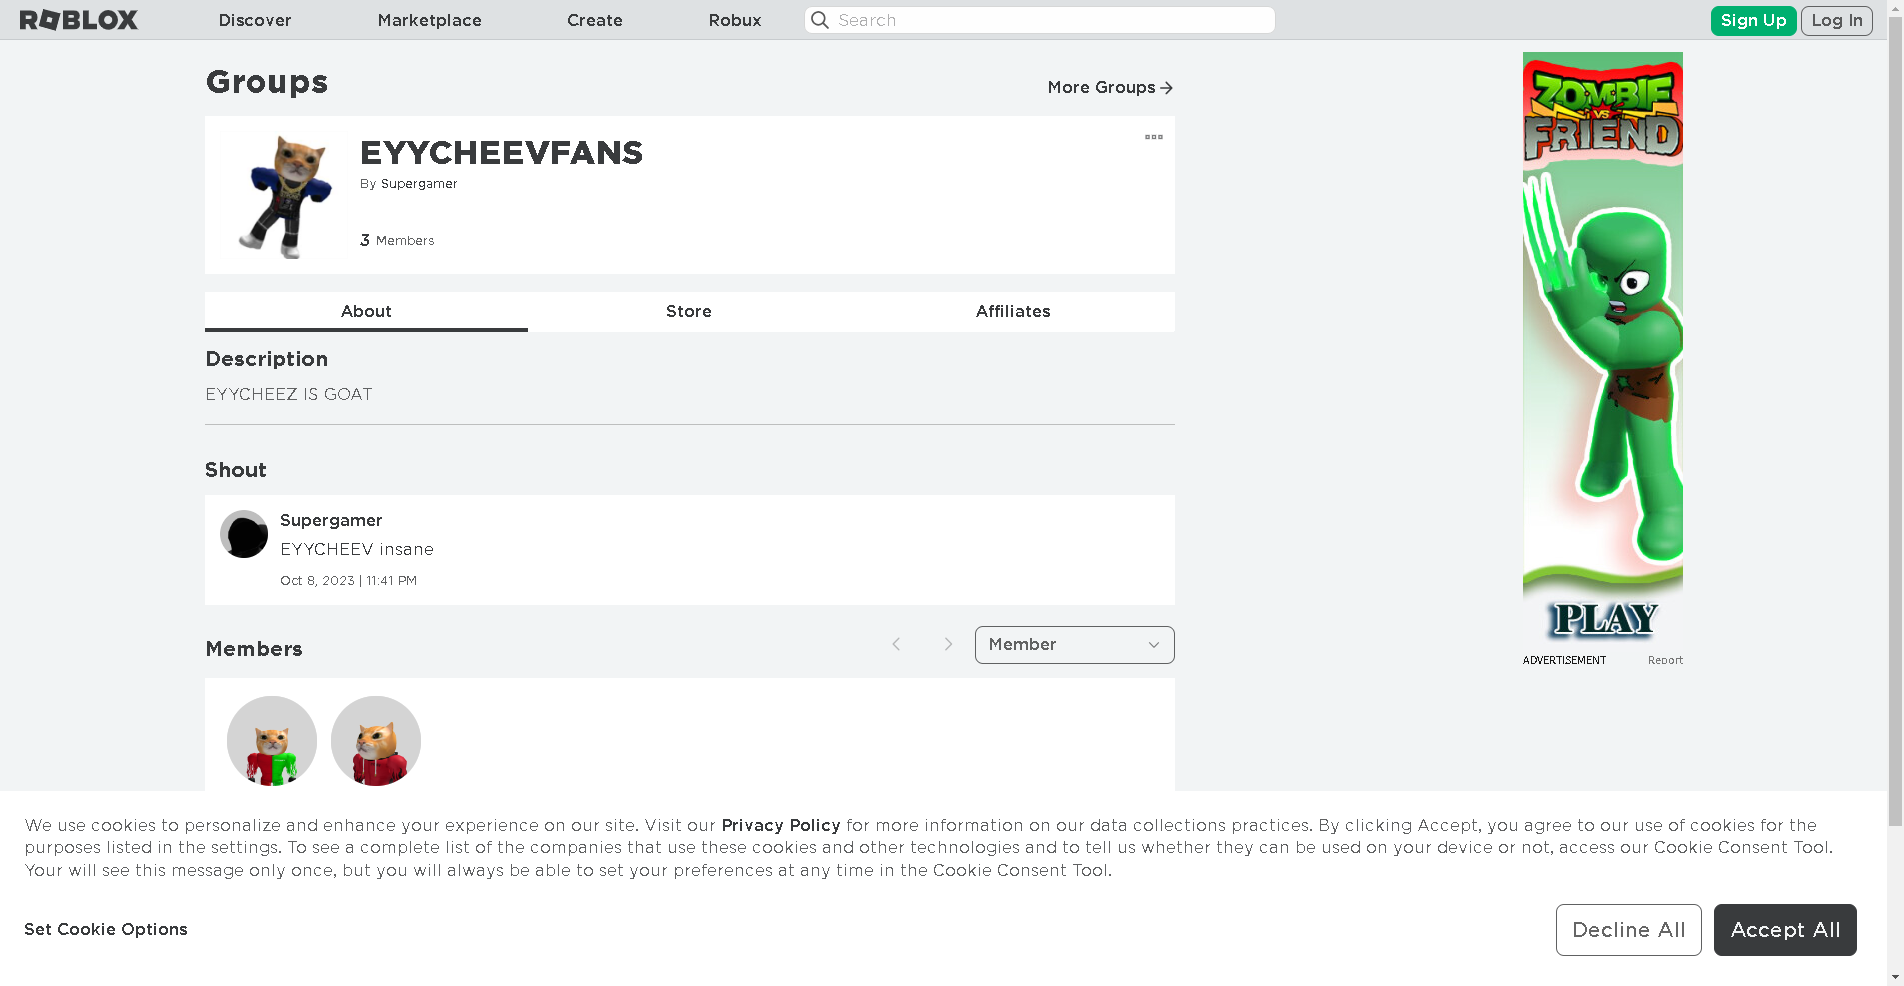 ROBLOX
Discover
Marketplace
Create
Robux
Search
Sign Up
Log In
Groups
More Groups
EYYCHEEVFANS
By Supergamer
3 Members
About
Store
Affiliates
Description
EYYCHEEZ IS GOAT
Shout
Supergamer
EYYCHEEV insane
Oct 8, 2023 | 11:41 PM
Members
Member
ZOMBIE
VS
FRIEND
PLAY
ADVERTISEMENT
Report
We use cookies to personalize and enhance your experience on our site. Visit our Privacy Policy for more information on our data collections practices. By clicking Accept, you agree to our use of cookies for the
purposes listed in the settings. To see a complete list of the companies that use these cookies and other technologies and to tell us whether they can be used on your device or not, access our Cookie Consent Tool.
Your will see this message only once, but you will always be able to set your preferences at any time in the Cookie Consent Tool.
Set Cookie Options
Decline All
Accept All